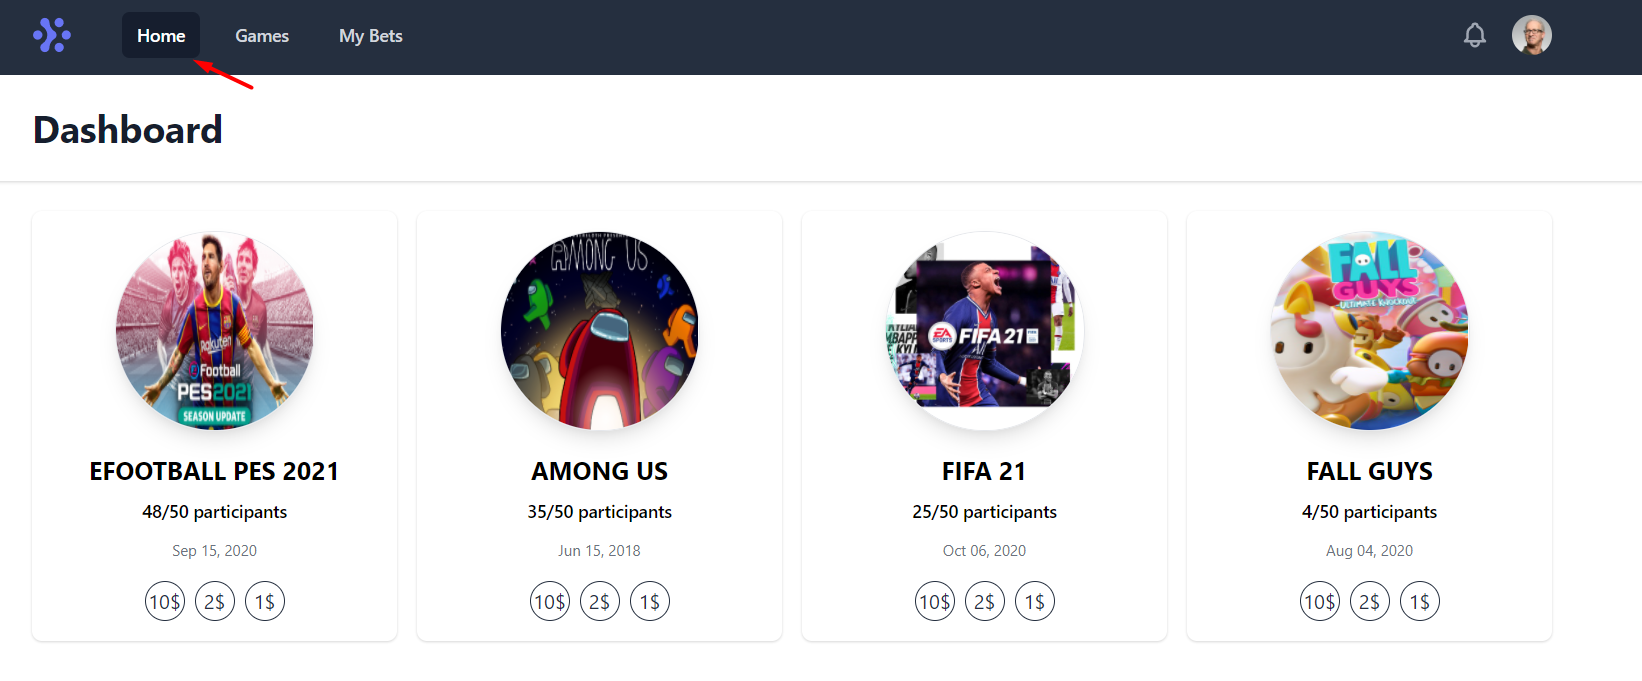 Home Games My Bets
Dashboard
AMONG US
FALL GUYS
ULTIMATE KNOCKOUT
Rakuten
eFootball
PES2021
SEASON UPDATE
KYLIAN
MBAPPE
EA
SPORTS
FIFA 21
EFOOTBALL PES 2021
48/50 participants
Sep 15, 2020
10$ 2$ 1$
AMONG US
35/50 participants
Jun 15, 2018
10$ 2$ 1$
FIFA 21
25/50 participants
Oct 06, 2020
10$ 2$ 1$
FALL GUYS
4/50 participants
Aug 04, 2020
10$ 2$ 1$